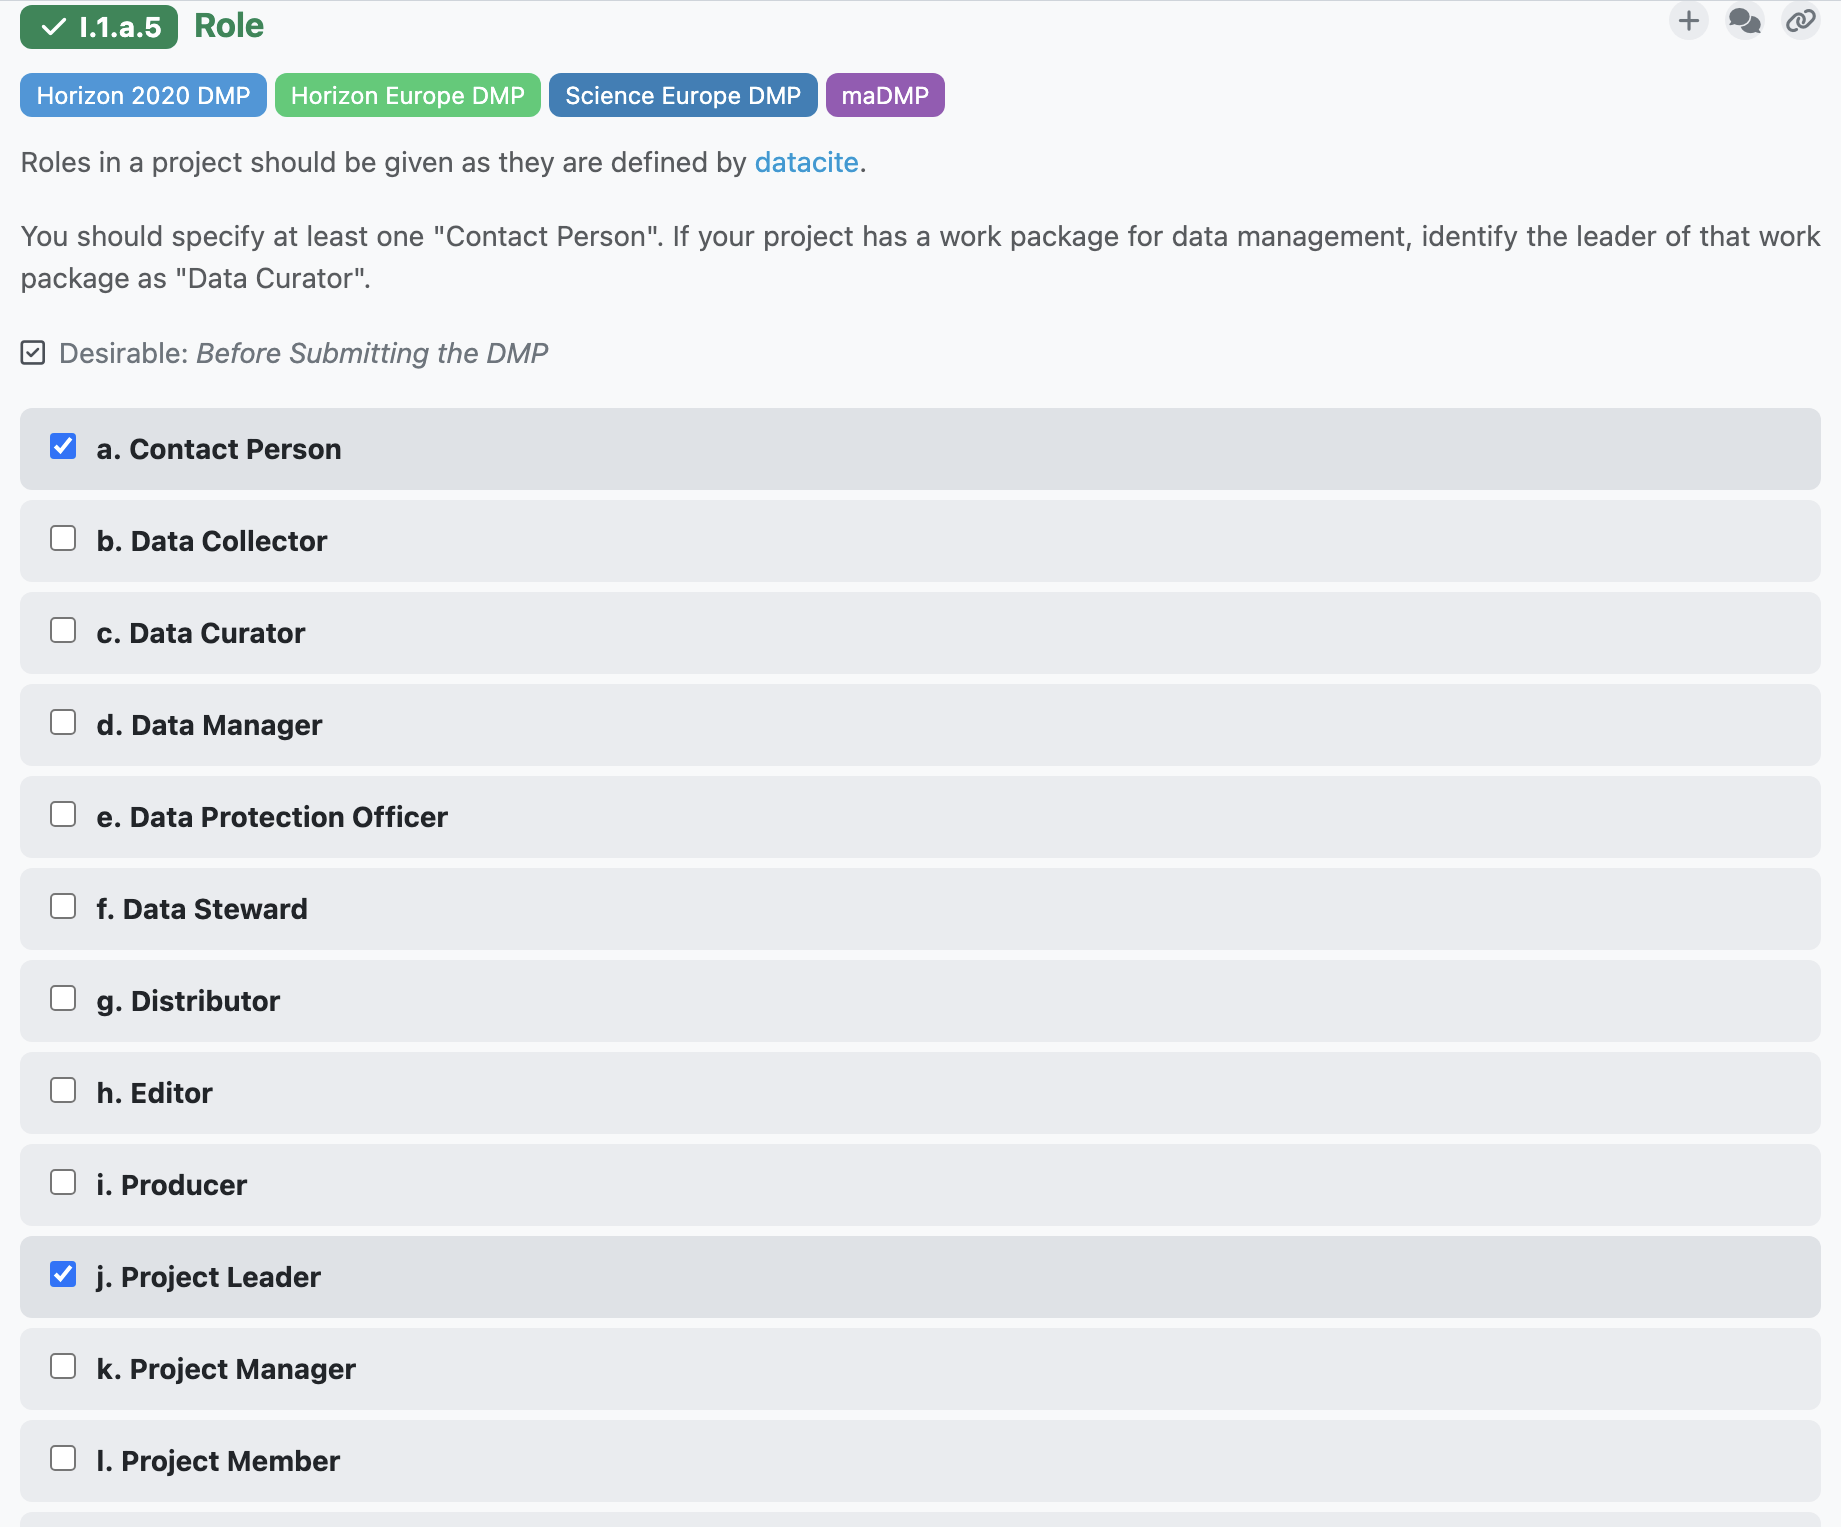 I.1.a.5 Role
Horizon 2020 DMP Horizon Europe DMP Science Europe DMP maDMP
Roles in a project should be given as they are defined by datacite.
You should specify at least one "Contact Person". If your project has a work package for data management, identify the leader of that work
package as "Data Curator".
Desirable: Before Submitting the DMP
a. Contact Person
b. Data Collector
c. Data Curator
d. Data Manager
e. Data Protection Officer
f. Data Steward
g. Distributor
h. Editor
i. Producer
j. Project Leader
k. Project Manager
l. Project Member